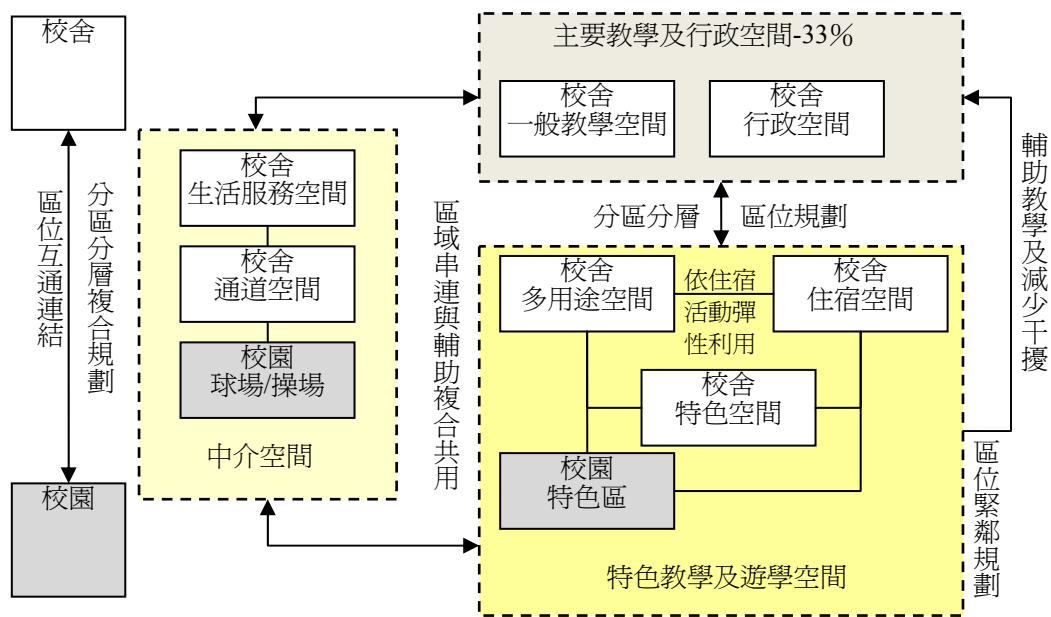 校舍
分區分層複合規劃
區位互通連結
校園
校舍
生活服務空間
校舍
通道空間
校園
球場/操場
中介空間
區域串連與輔助複合共用
主要教學及行政空間-33%
校舍
一般教學空間
校舍
行政空間
分區分層
區位規劃
校舍
多用途空間
依住宿
活動彈
性利用
校舍
住宿空間
校舍
特色空間
校園
特色區
特色教學及遊學空間
輔助教學及減少干擾
區位緊鄰規劃